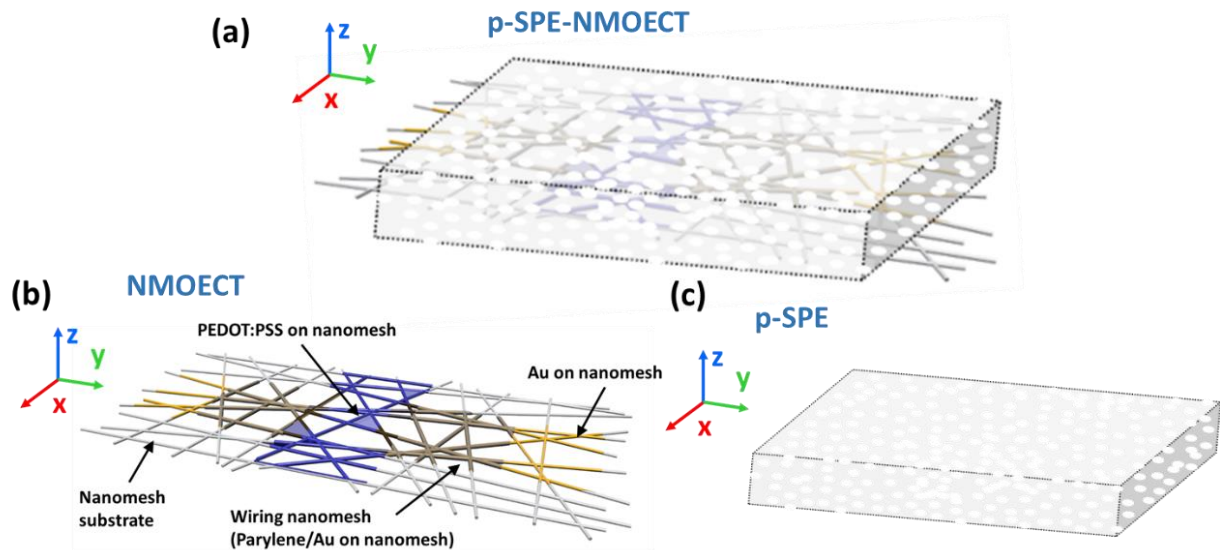 (a)
p-SPE-NMOECT
z
y
x
(b)
NMOECT
z
y
x
PEDOT:PSS on nanomesh
Au on nanomesh
Nanomesh
substrate
Wiring nanomesh
(Parylene/Au on nanomesh)
(c)
p-SPE
z
y
x